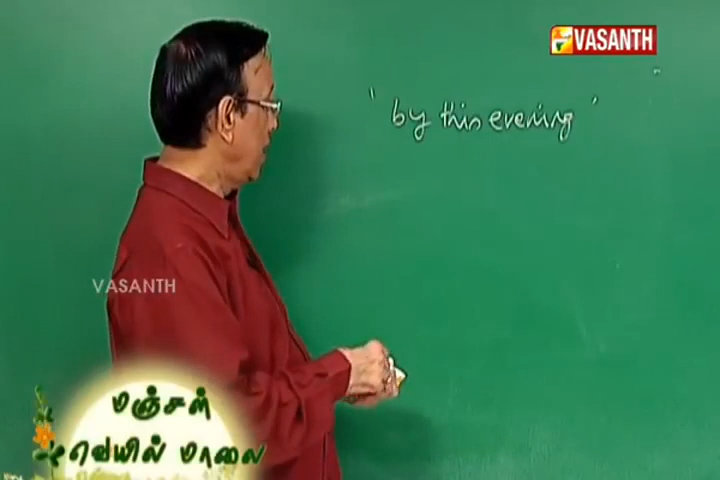 VASANTH
" by this evening '
VASANTH
மஞ்சள்
வெயில் மாலை